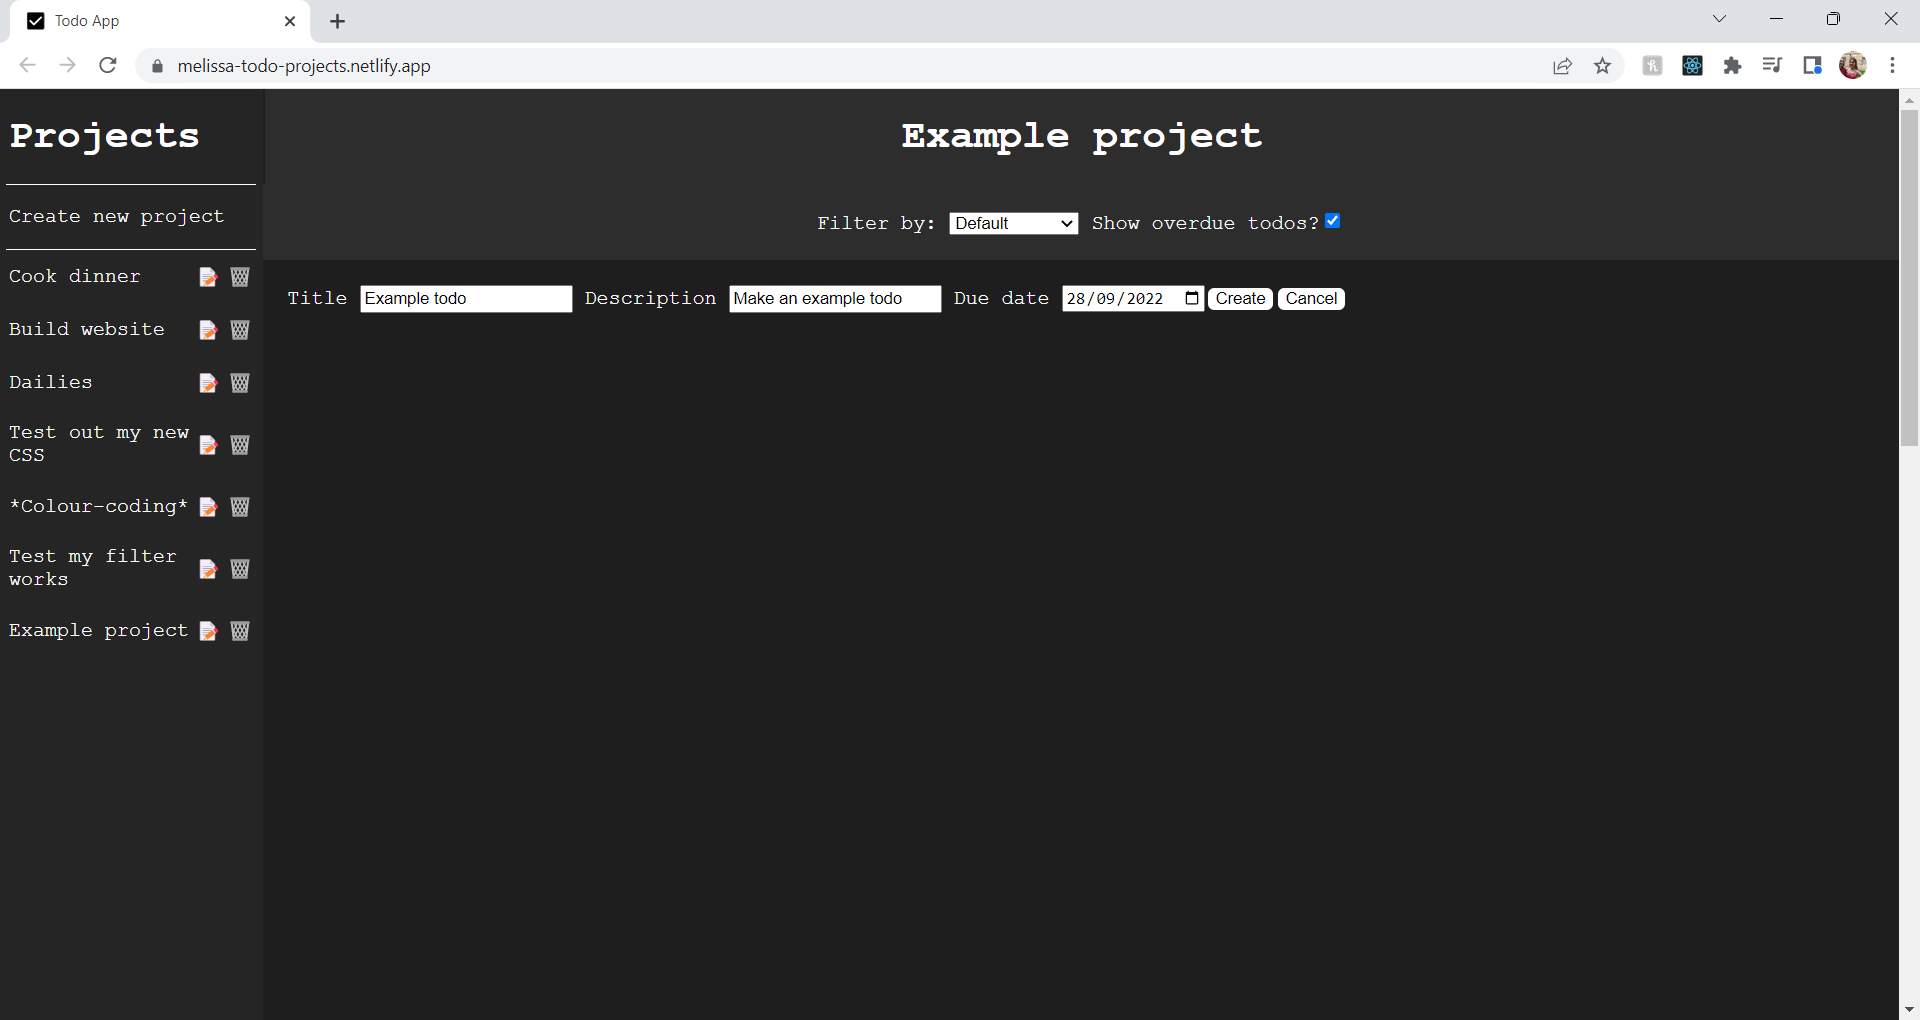 Todo App
melissa-todo-projects.netlify.app
Projects
Create new project
Cook dinner
Build website
Dailies
Test out my new
CSS
*Colour-coding*
Test my filter
works
Example project
Example project
Filter by: Default Show overdue todos?
Title Example todo Description Make an example todo Due date 28/09/2022 Create Cancel